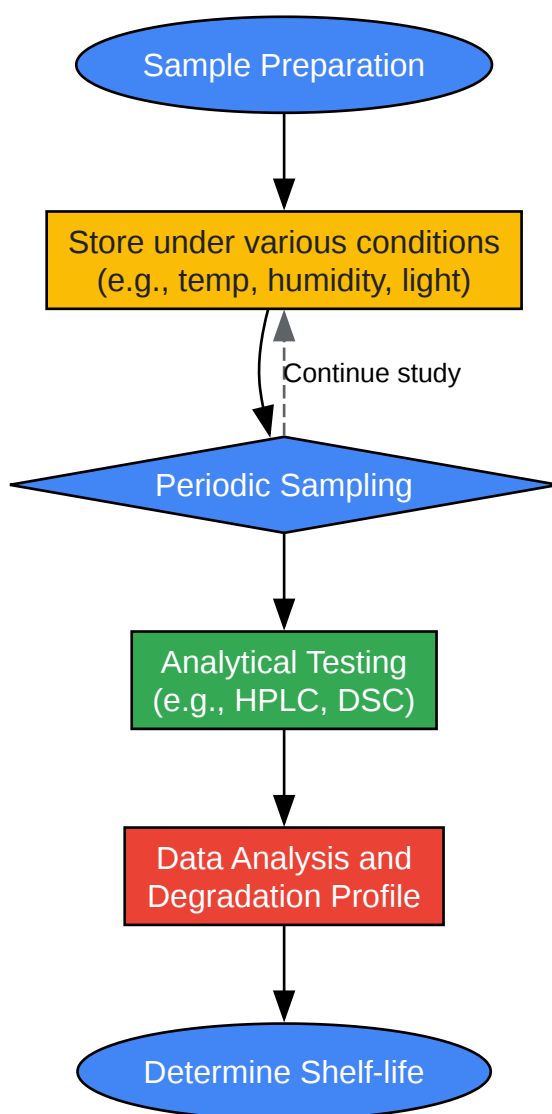 Sample Preparation
Store under various conditions
(e.g., temp, humidity, light)
Continue study
Periodic Sampling
Analytical Testing
(e.g., HPLC, DSC)
Data Analysis and
Degradation Profile
Determine Shelf-life